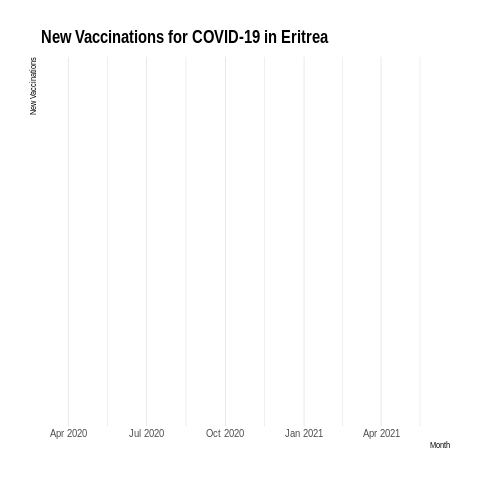 New Vaccinations for COVID-19 in Eritrea
New Vaccinations
Apr 2020
Jul 2020
Oct 2020
Jan 2021
Apr 2021
Month